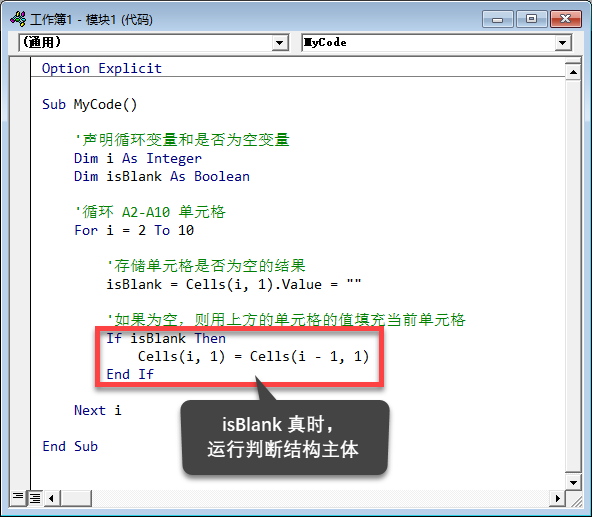 工作簿1 - 模块1 (代码)
(通用) MyCode
Option Explicit
Sub MyCode()
'声明循环变量和是否为空变量
Dim i As Integer
Dim isBlank As Boolean
'循环 A2-A10 单元格
For i = 2 To 10
'存储单元格是否为空的结果
isBlank = Cells(i, 1).Value = ""
'如果为空，则用上方的单元格的值填充当前单元格
If isBlank Then
Cells(i, 1) = Cells(i - 1, 1)
End If
Next i
End Sub
isBlank 真时，
运行判断结构主体